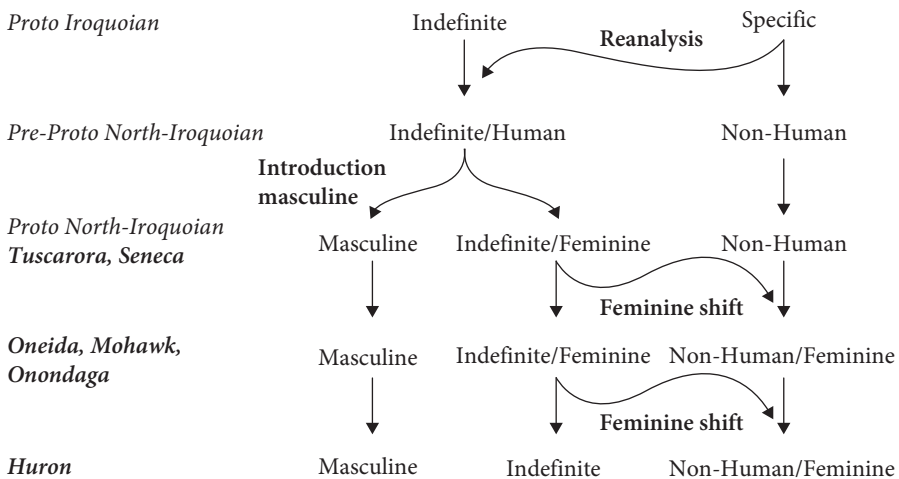 Proto Iroquoian
Indefinite
Specific
Reanalysis
Pre-Proto North-Iroquoian
Indefinite/Human
Non-Human
Introduction
masculine
Proto North-Iroquoian
Tuscarora, Seneca
Masculine
Indefinite/Feminine
Non-Human
Feminine shift
Oneida, Mohawk,
Onondaga
Masculine
Indefinite/Feminine
Non-Human/Feminine
Feminine shift
Huron
Masculine
Indefinite
Non-Human/Feminine